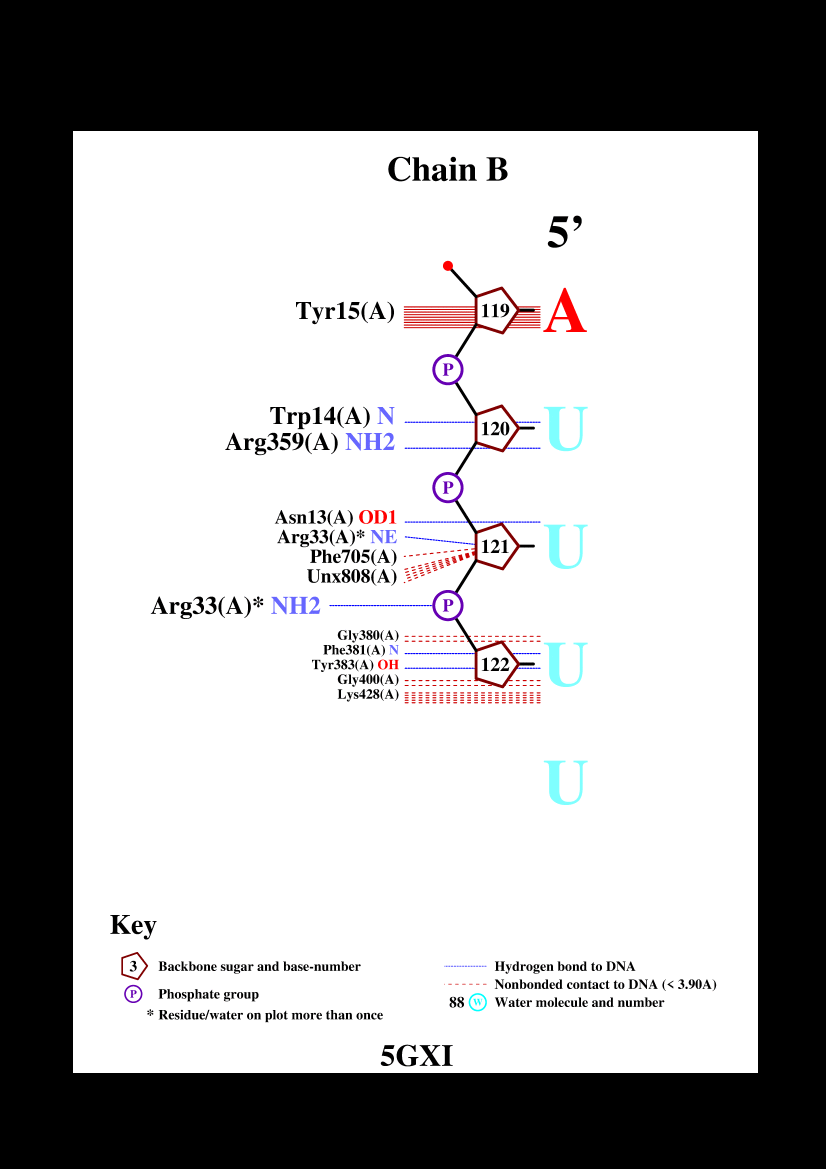 Chain B
5’
Tyr15(A) 119 A
P
Trp14(A) N
Arg359(A) NH2 120 U
P
Asn13(A) OD1
Arg33(A)* NE
121 U
Phe705(A)
Unx808(A)
Arg33(A)* NH2 P
Gly380(A)
Phe381(A) N
Tyr383(A) OH 122 U
Gly400(A)
Lys428(A)
U
Key
3 Backbone sugar and base-number
P Phosphate group
* Residue/water on plot more than once
Hydrogen bond to DNA
Nonbonded contact to DNA (< 3.90A)
88 W Water molecule and number
5GXI